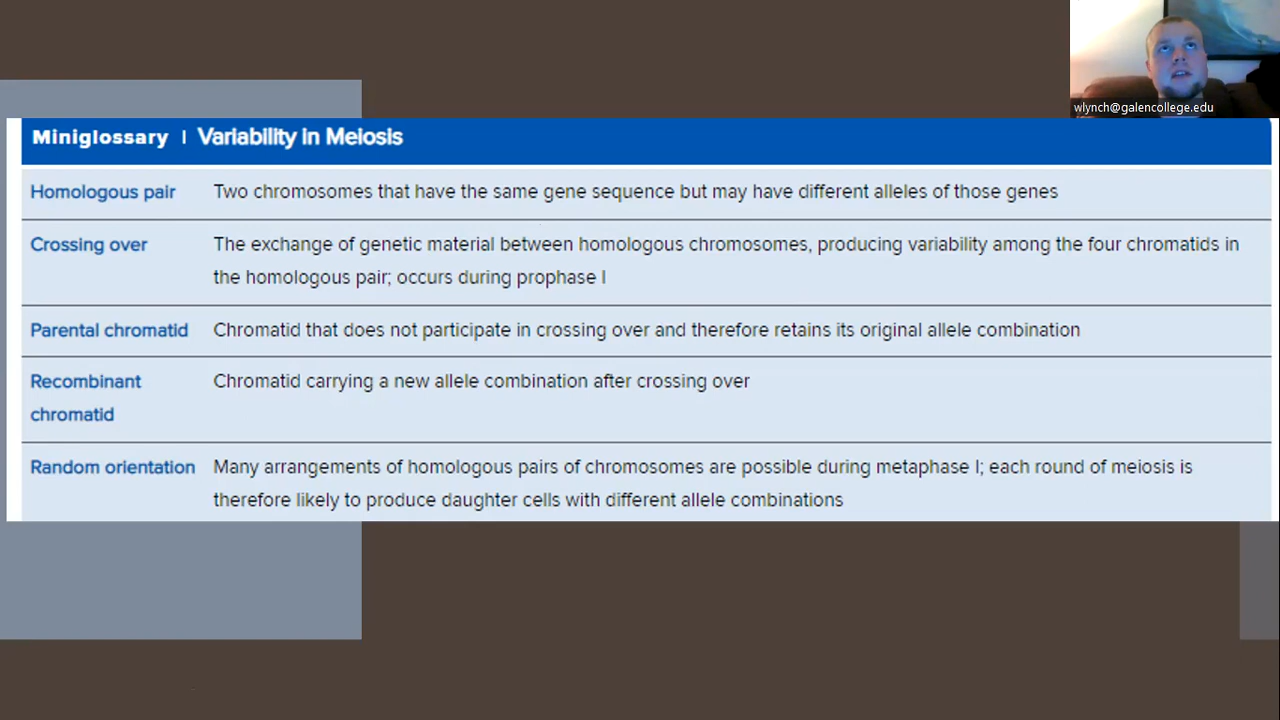 wlynch@galencollege.edu
Miniglossary | Variability in Meiosis
Homologous pair Two chromosomes that have the same gene sequence but may have different alleles of those genes
Crossing over The exchange of genetic material between homologous chromosomes, producing variability among the four chromatids in
the homologous pair; occurs during prophase I
Parental chromatid Chromatid that does not participate in crossing over and therefore retains its original allele combination
Recombinant Chromatid carrying a new allele combination after crossing over
chromatid
Random orientation Many arrangements of homologous pairs of chromosomes are possible during metaphase I; each round of meiosis is
therefore likely to produce daughter cells with different allele combinations